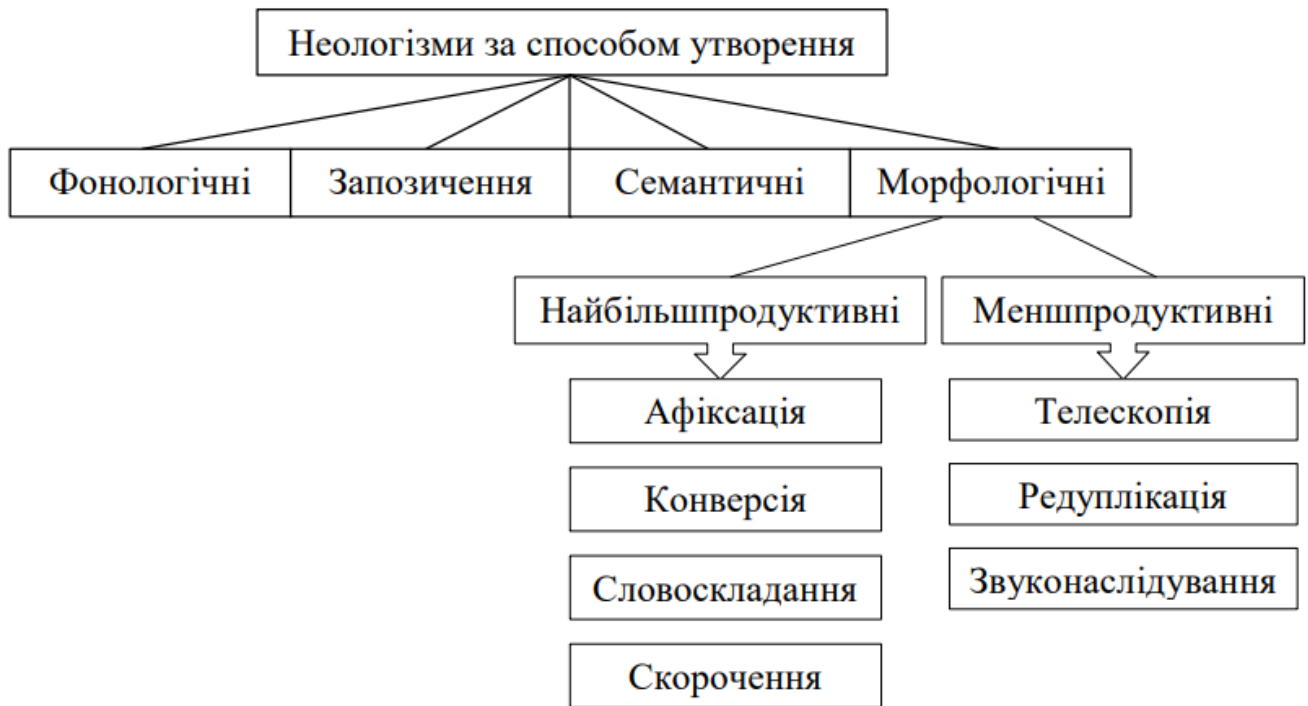 Неологізми за способом утворення
Фонологічні
Запозичення
Семантичні
Морфологічні
Найбільшпродуктивні
Меншпродуктивні
Афіксація
Телескопія
Конверсія
Редуплікація
Словоскладання
Звуконаслідування
Скорочення